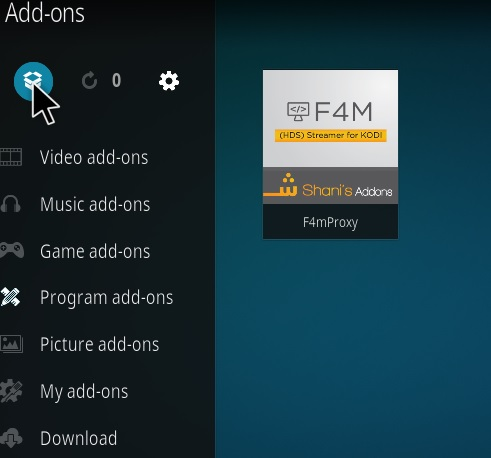 Add-ons
0
Video add-ons
Music add-ons
Game add-ons
Program add-ons
Picture add-ons
My add-ons
Download
F4M
(HDS) Streamer for KODI
ش Shani's Addons
F4mProxy